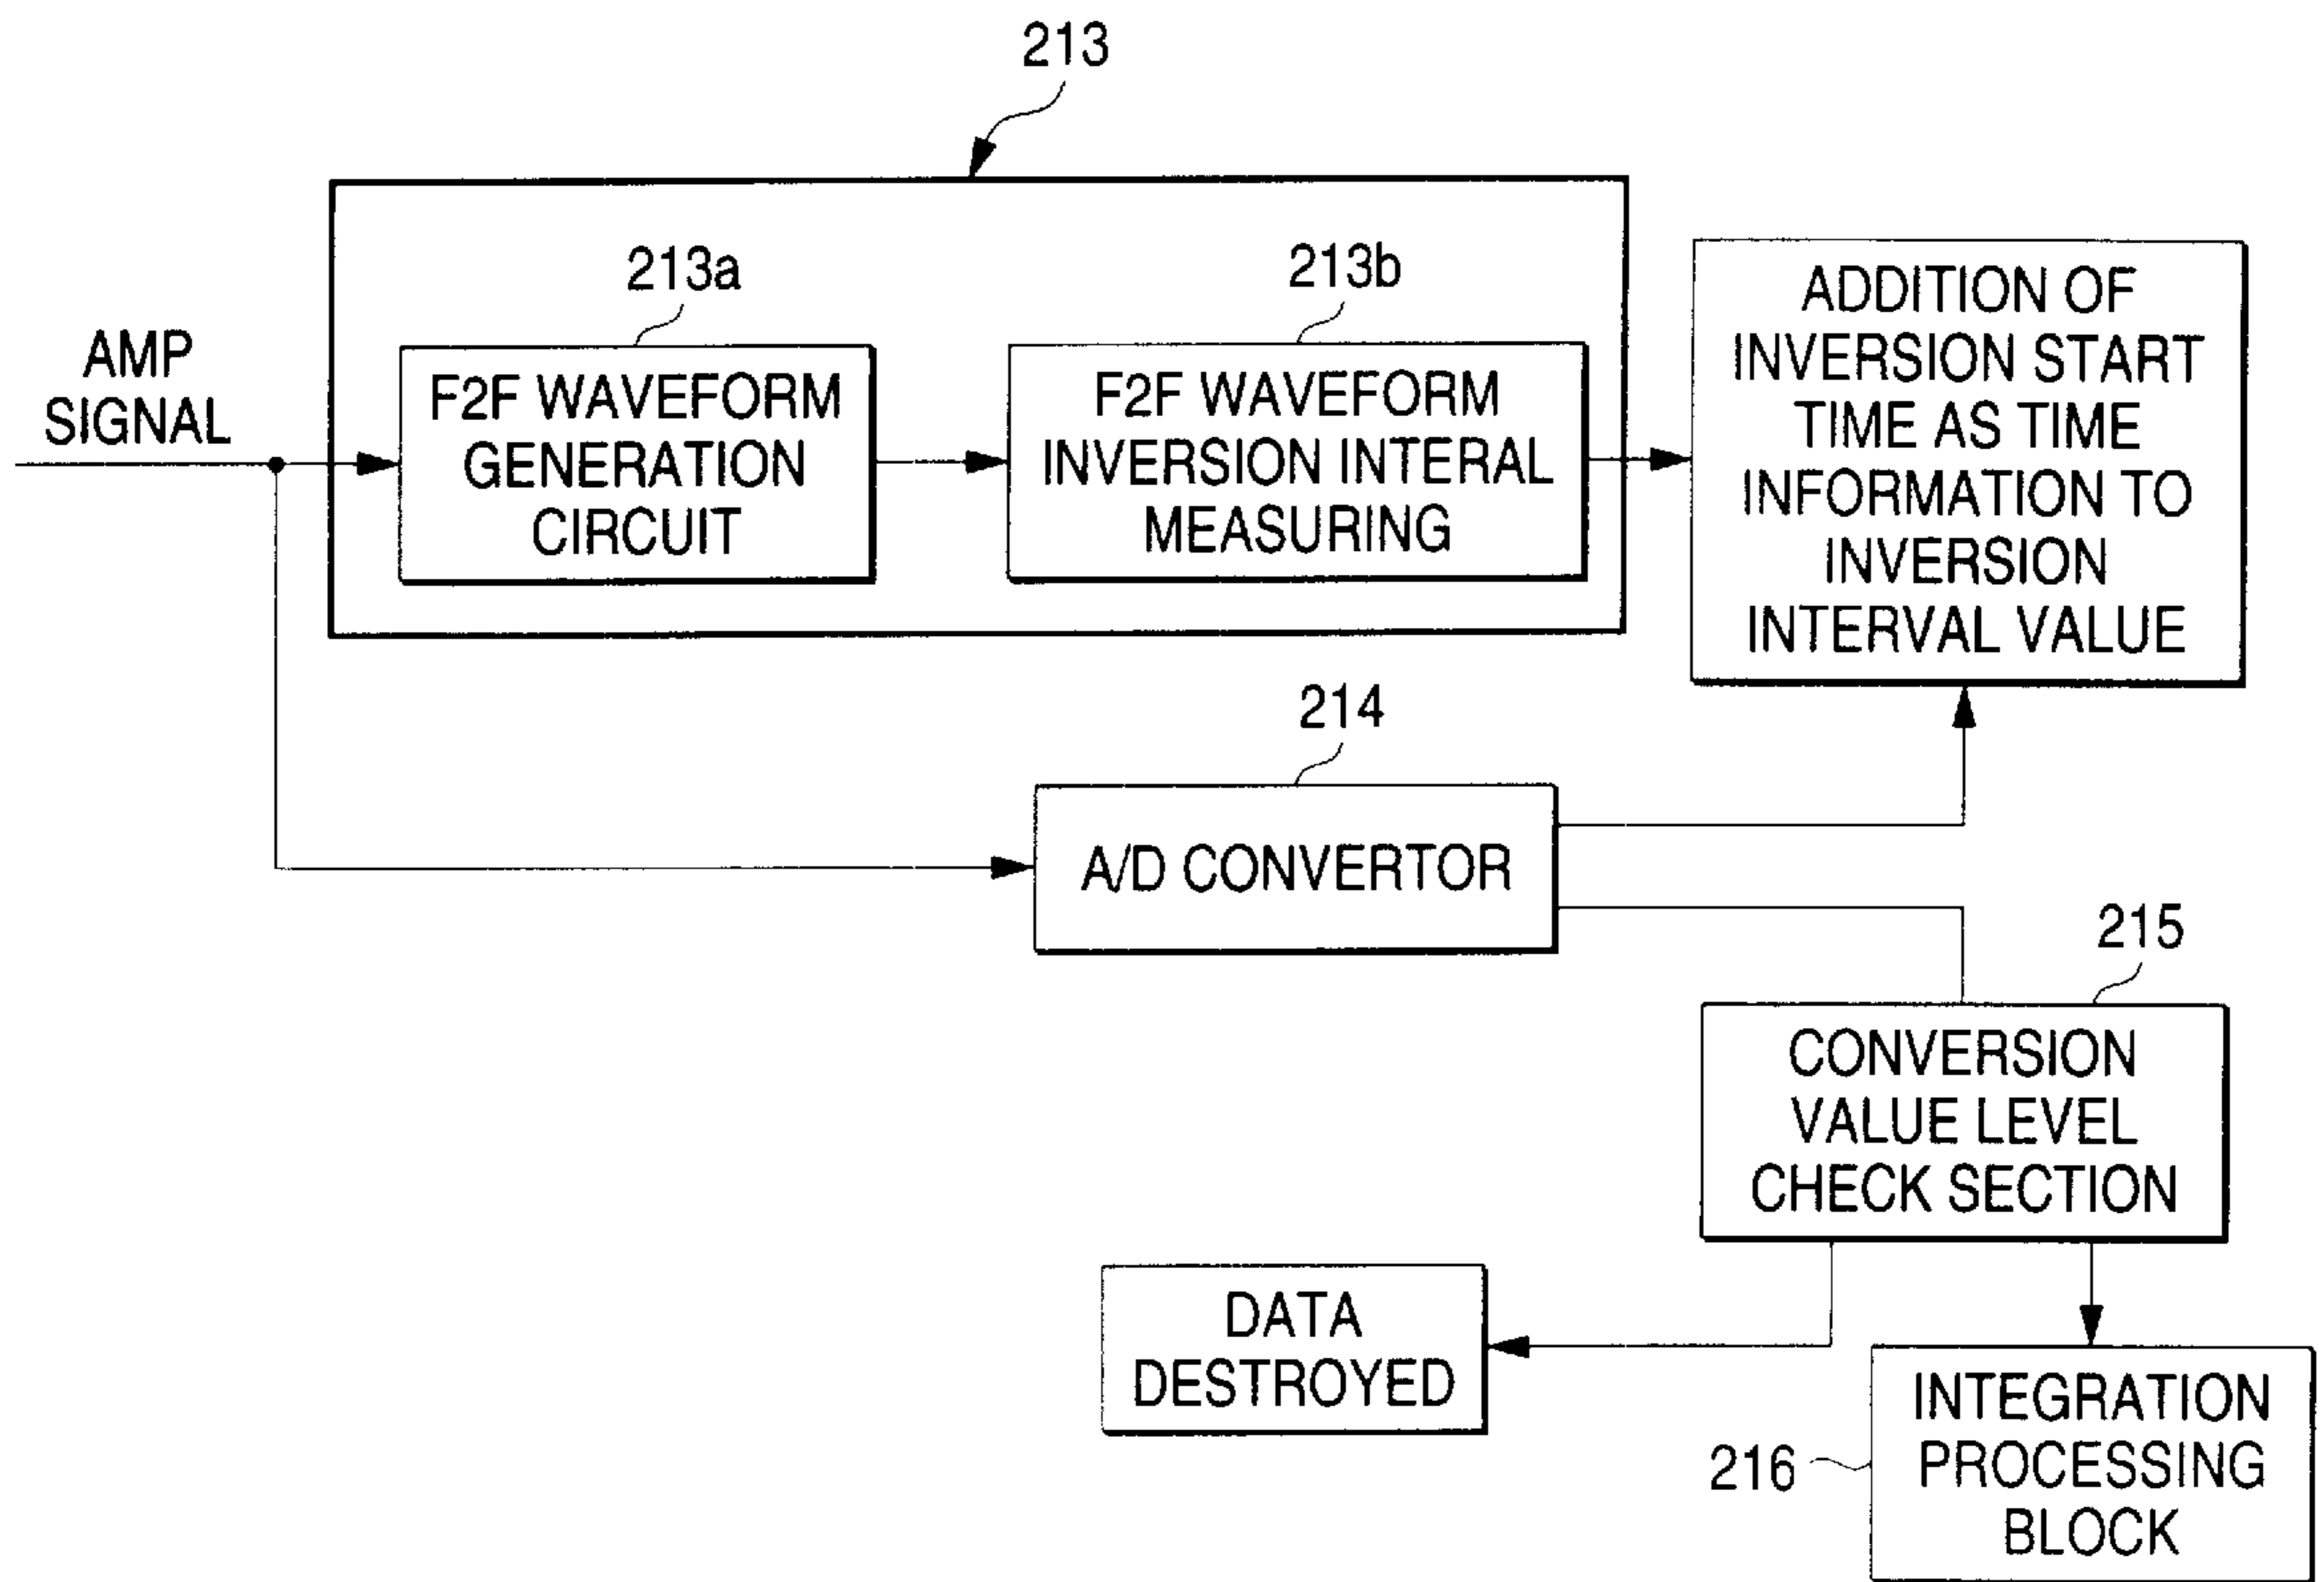 213
213a
213b
AMP
SIGNAL
F2F WAVEFORM
GENERATION
CIRCUIT
F2F WAVEFORM
INVERSION INTERAL
MEASURING
ADDITION OF
INVERSION START
TIME AS TIME
INFORMATION TO
INVERSION
INTERVAL VALUE
214
A/D CONVERTOR
215
CONVERSION
VALUE LEVEL
CHECK SECTION
DATA
DESTROYED
216
INTEGRATION
PROCESSING
BLOCK